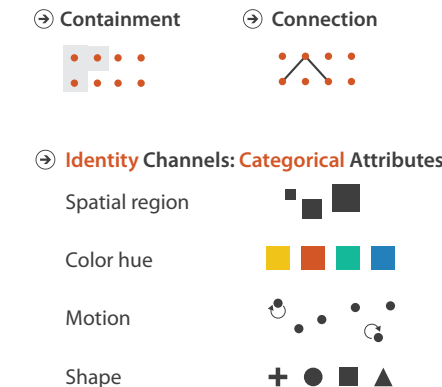 Containment
Connection
Identity Channels: Categorical Attributes
Spatial region
Color hue
Motion
Shape